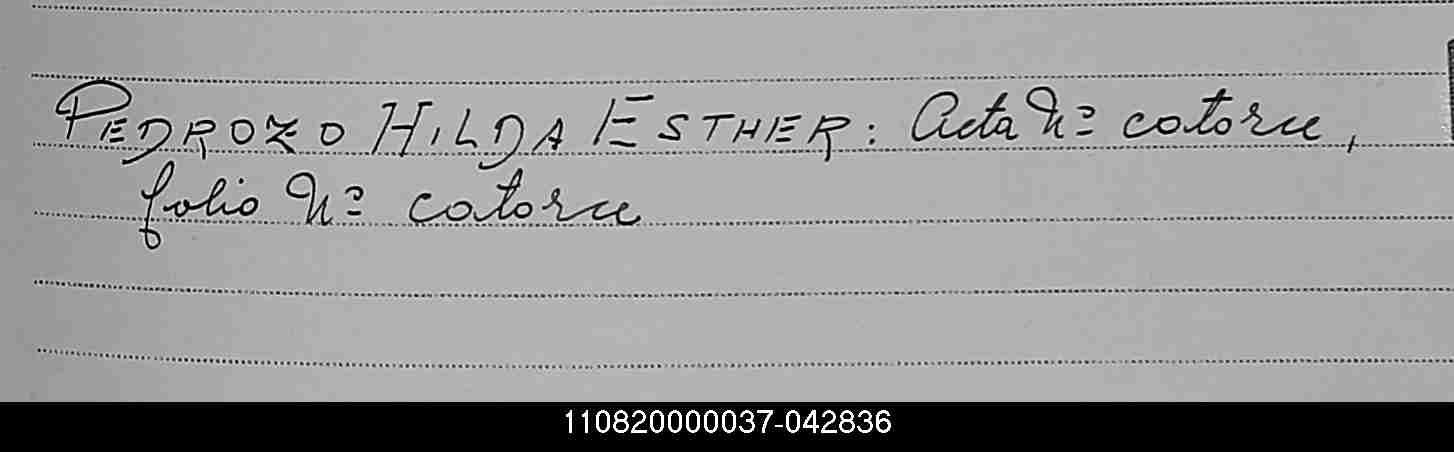 PEDROZO HILDA ESTHER: Acta Nº catorce,
folio Nº catorce
110820000037-042836